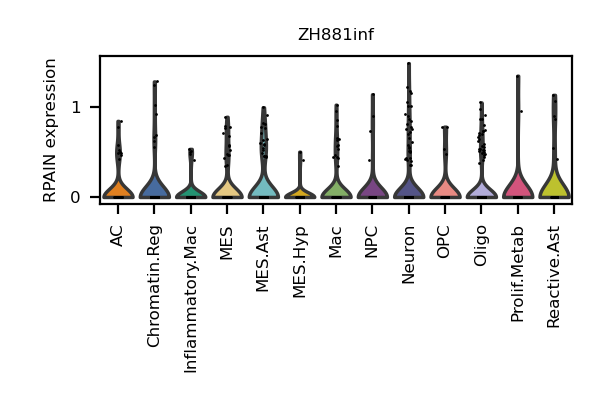 ZH881inf
RPAIN expression
1
0
AC
Chromatin.Reg
Inflammatory.Mac
MES
MES.Ast
MES.Hyp
Mac
NPC
Neuron
OPC
Oligo
Prolif.Metab
Reactive.Ast